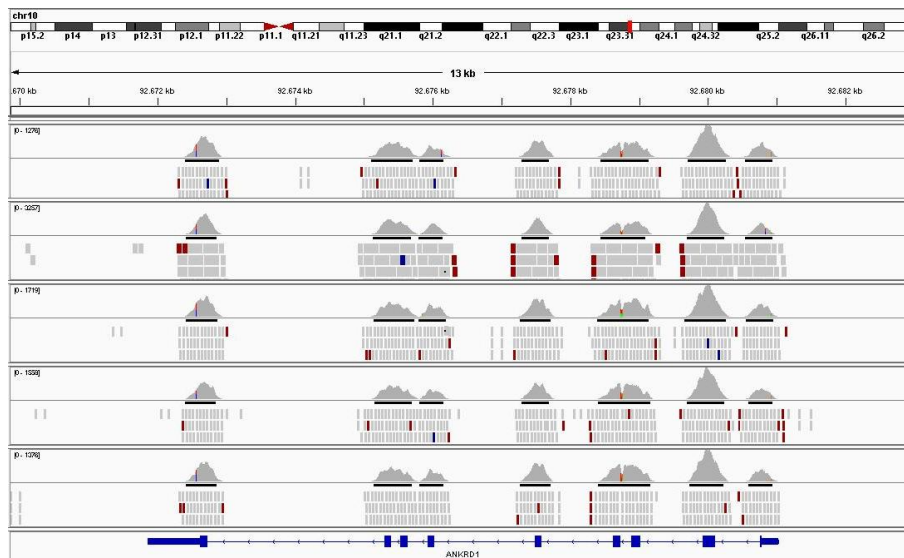 chr10
p15.2 p14 p13 p12.31 p12.1 p11.22 p11.1 q11.21 q11.23 q21.1 q21.2 q22.1 q22.3 q23.1 q23.31 q24.1 q24.32 q25.2 q26.11 q26.2
13 kb
.670 kb 92.672 kb 92.674 kb 92.676 kb 92.678 kb 92.680 kb 92.682 kb
[0 - 1276]
[0 - 3257]
[0 - 1719]
[0 - 1558]
[0 - 1376]
ANKRD1